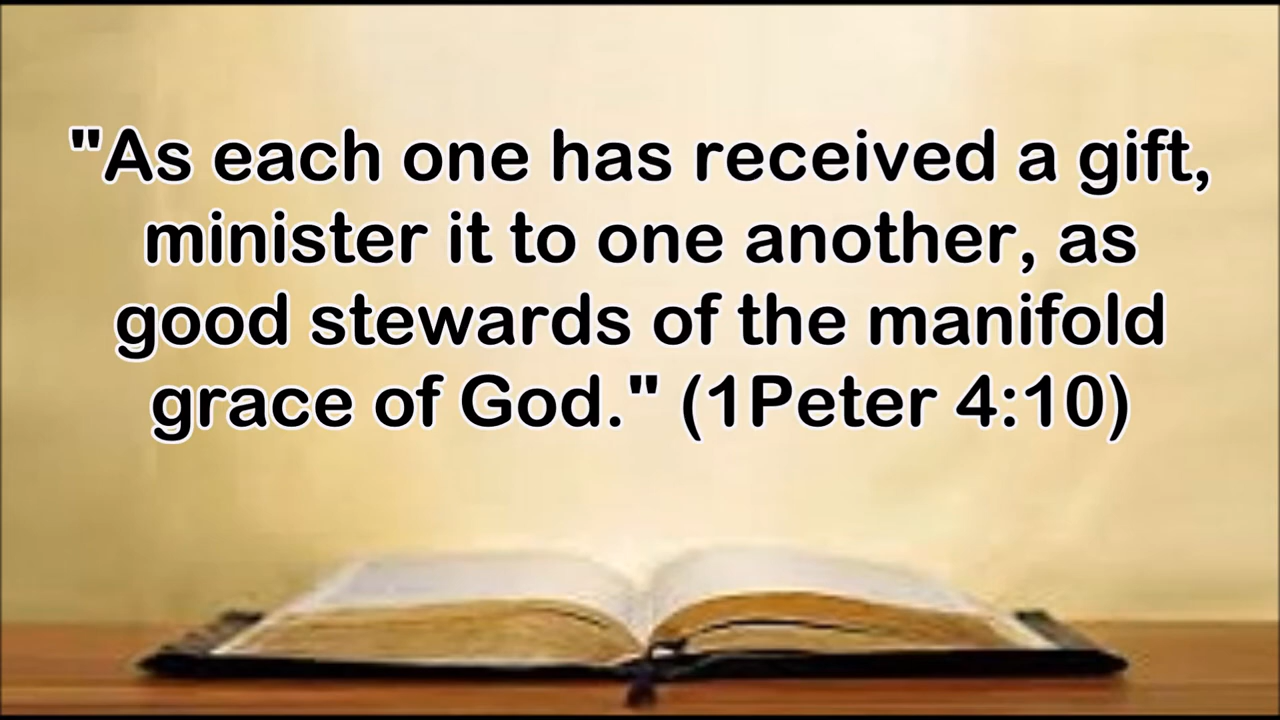 "As each one has received a gift,
minister it to one another, as
good stewards of the manifold
grace of God." (1Peter 4:10)